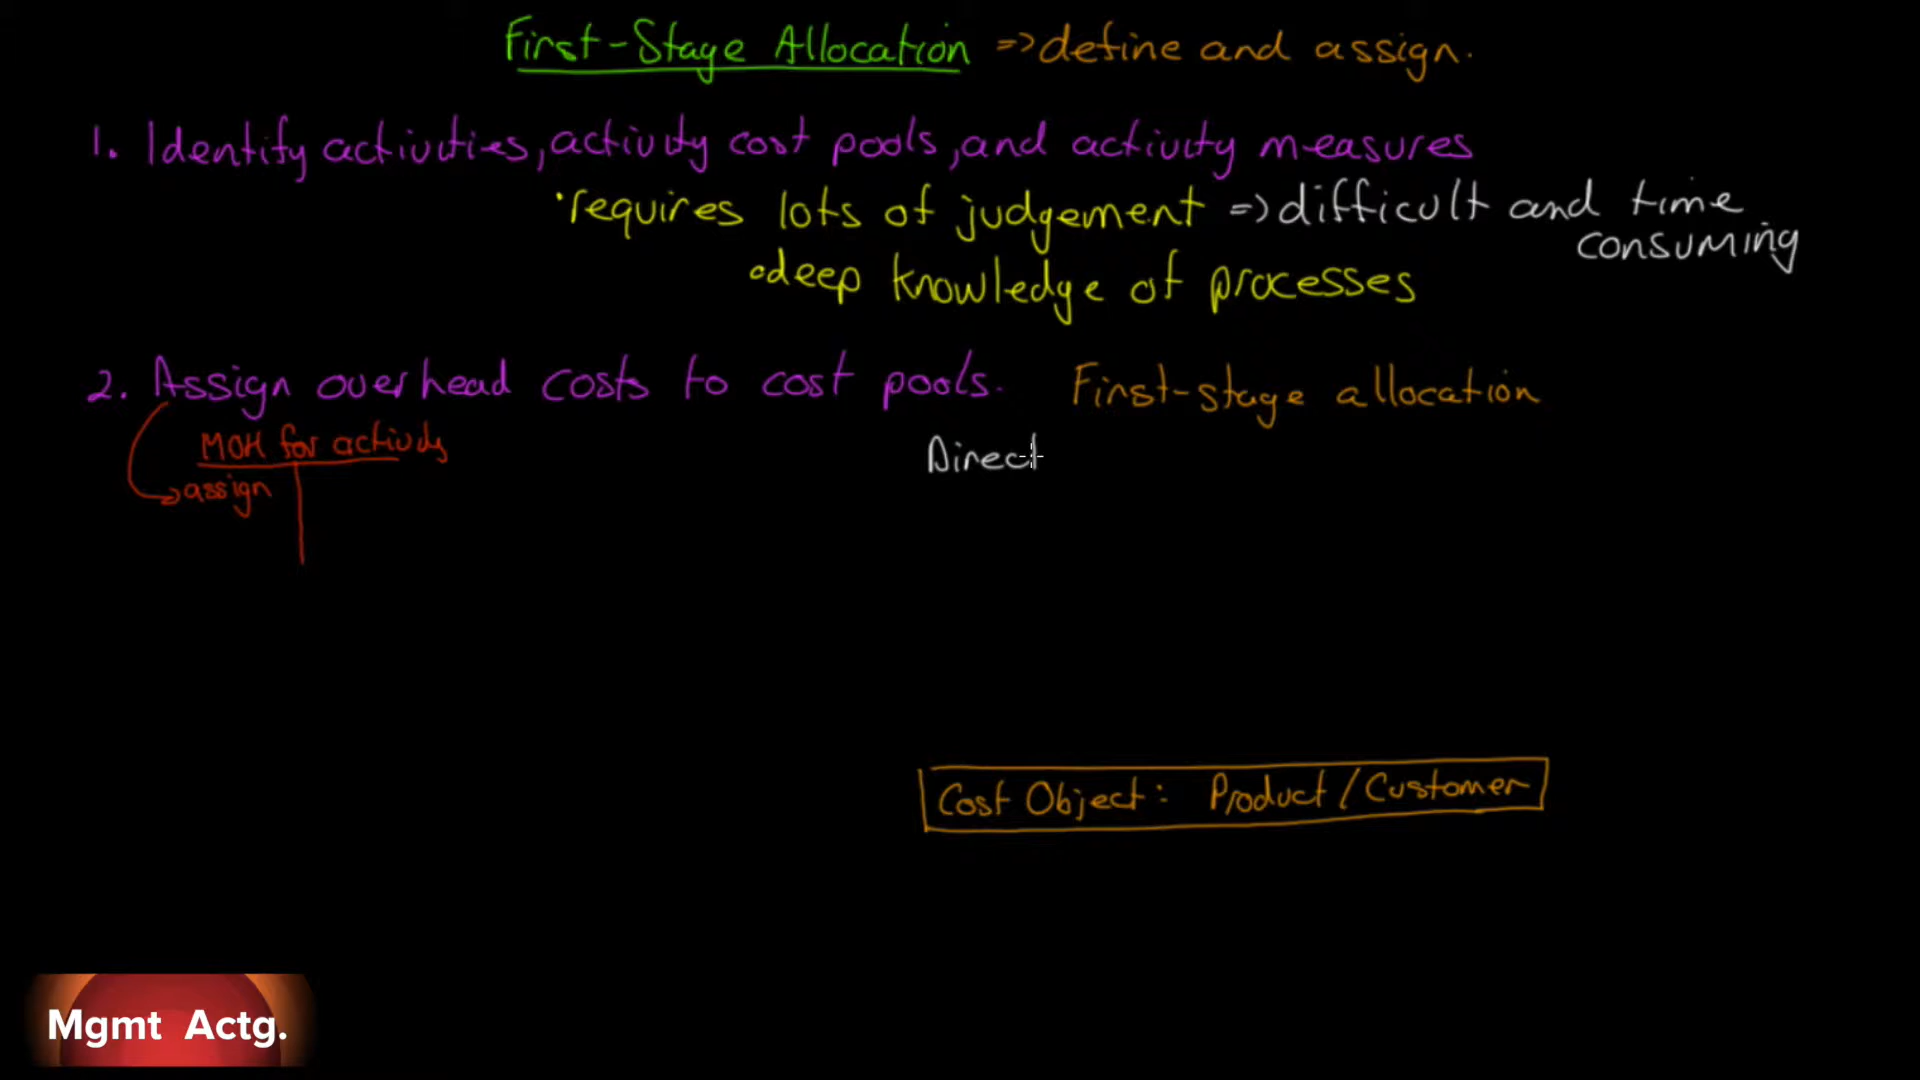 First-Stage Allocation => define and assign.
1. Identify activities, activity cost pools, and activity measures
• requires lots of judgement => difficult and time
consuming
• deep knowledge of processes
2. Assign overhead costs to cost pools. First-stage allocation
MOH for activity
Direct
assign
Cost Object: Product/Customer
Mgmt Actg.